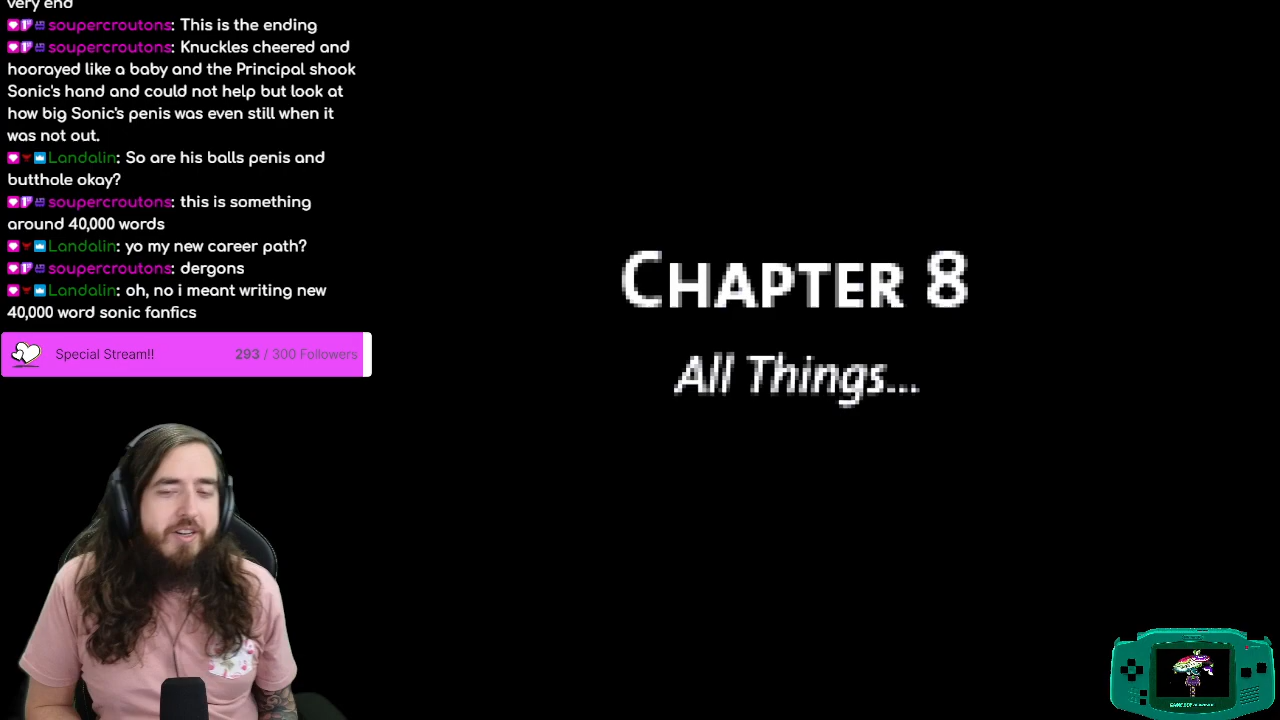 very end
soupercroutons: This is the ending
soupercroutons: Knuckles cheered and
hoorayed like a baby and the Principal shook
Sonic's hand and could not help but look at
how big Sonic's penis was even still when it
was not out.
Landalin: So are his balls penis and
butthole okay?
soupercroutons: this is something
around 40,000 words
Landalin: yo my new career path?
soupercroutons: dergons
Landalin: oh, no i meant writing new
40,000 word sonic fanfics
Special Stream!! 293 / 300 Followers
CHAPTER 8
All Things...